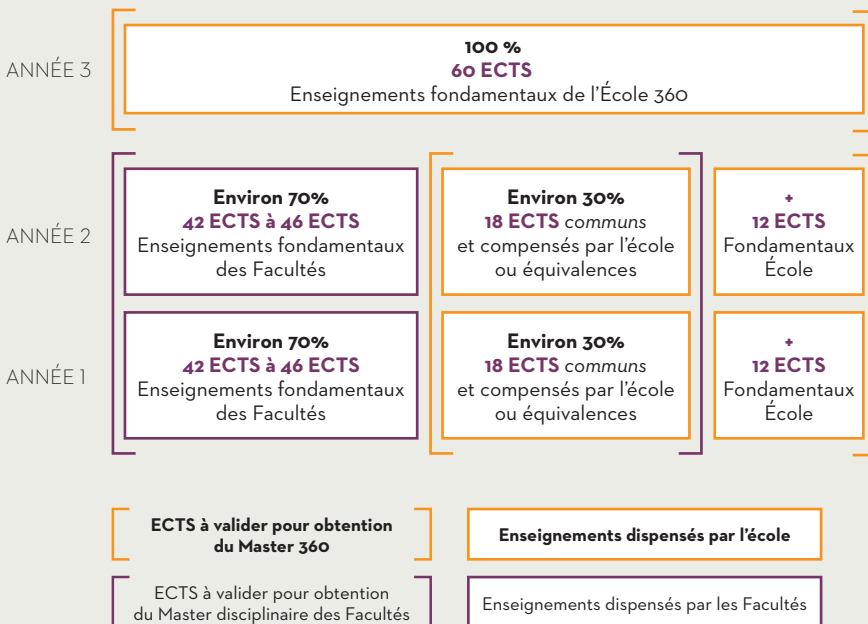 ANNÉE 3
100 %
60 ECTS
Enseignements fondamentaux de l'École 360
ANNÉE 2
Environ 70%
42 ECTS à 46 ECTS
Enseignements fondamentaux
des Facultés
Environ 30%
18 ECTS communs
et compensés par l'école
ou équivalences
+
12 ECTS
Fondamentaux
École
ANNÉE 1
Environ 70%
42 ECTS à 46 ECTS
Enseignements fondamentaux
des Facultés
Environ 30%
18 ECTS communs
et compensés par l'école
ou équivalences
+
12 ECTS
Fondamentaux
École
ECTS à valider pour obtention
du Master 360
Enseignements dispensés par l'école
ECTS à valider pour obtention
du Master disciplinaire des Facultés
Enseignements dispensés par les Facultés